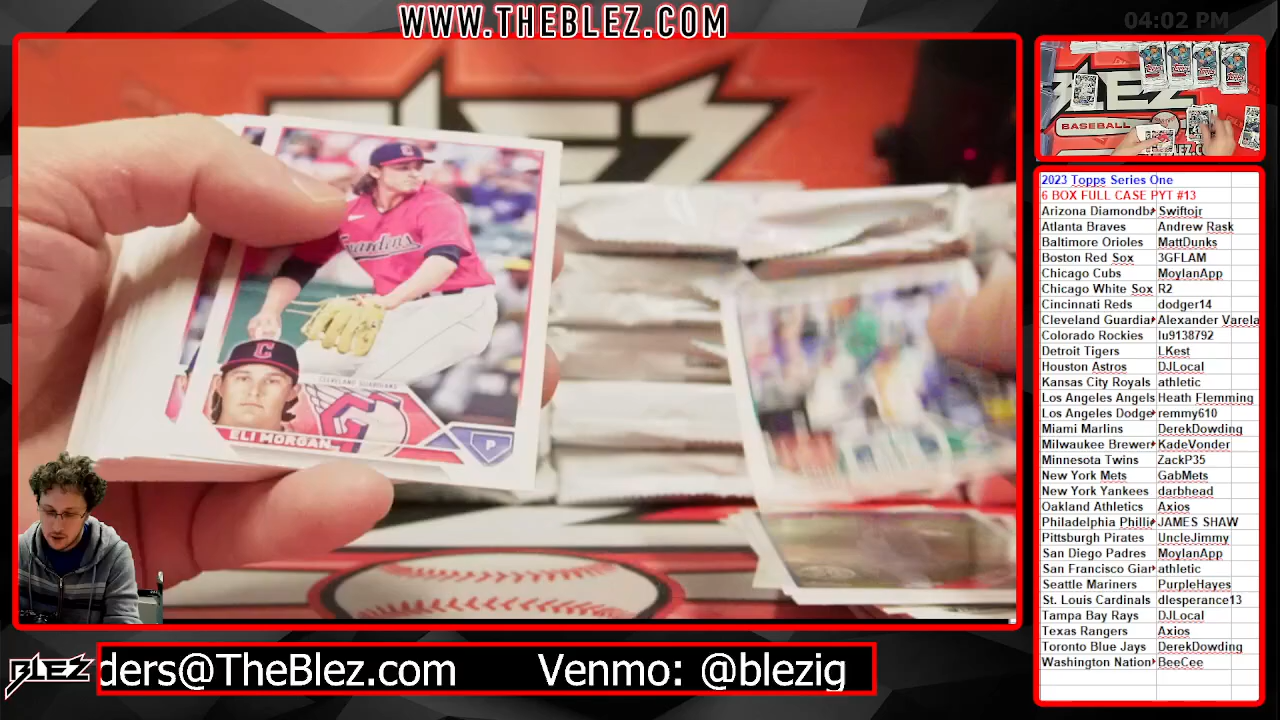 WWW.THEBLEZ.COM
04:02 PM
BLEZ
BASEBALL
2023 Topps Series One
6 BOX FULL CASE PYT #13
Arizona Diamondba Swiftojr
Atlanta Braves Andrew Rask
Baltimore Orioles MattDunks
Boston Red Sox 3GFLAM
Chicago Cubs MoylanApp
Chicago White Sox R2
Cincinnati Reds dodger14
Cleveland Guardia Alexander Varela
Colorado Rockies lu9138792
Detroit Tigers LKest
Houston Astros DJLocal
Kansas City Royals athletic
Los Angeles Angels Heath Flemming
Los Angeles Dodge remmy610
Miami Marlins DerekDowding
Milwaukee Brewer KadeVonder
Minnesota Twins ZackP35
New York Mets GabMets
New York Yankees darbhead
Oakland Athletics Axios
Philadelphia Philli JAMES SHAW
Pittsburgh Pirates UncleJimmy
San Diego Padres MoylanApp
San Francisco Gian athletic
Seattle Mariners PurpleHayes
St. Louis Cardinals dlesperance13
Tampa Bay Rays DJLocal
Texas Rangers Axios
Toronto Blue Jays DerekDowding
Washington Nation BeeCee
Guardians
C
C
CLEVELAND GUARDIANS
ELI MORGAN
P
BLEZ
ders@TheBlez.com Venmo: @blezig